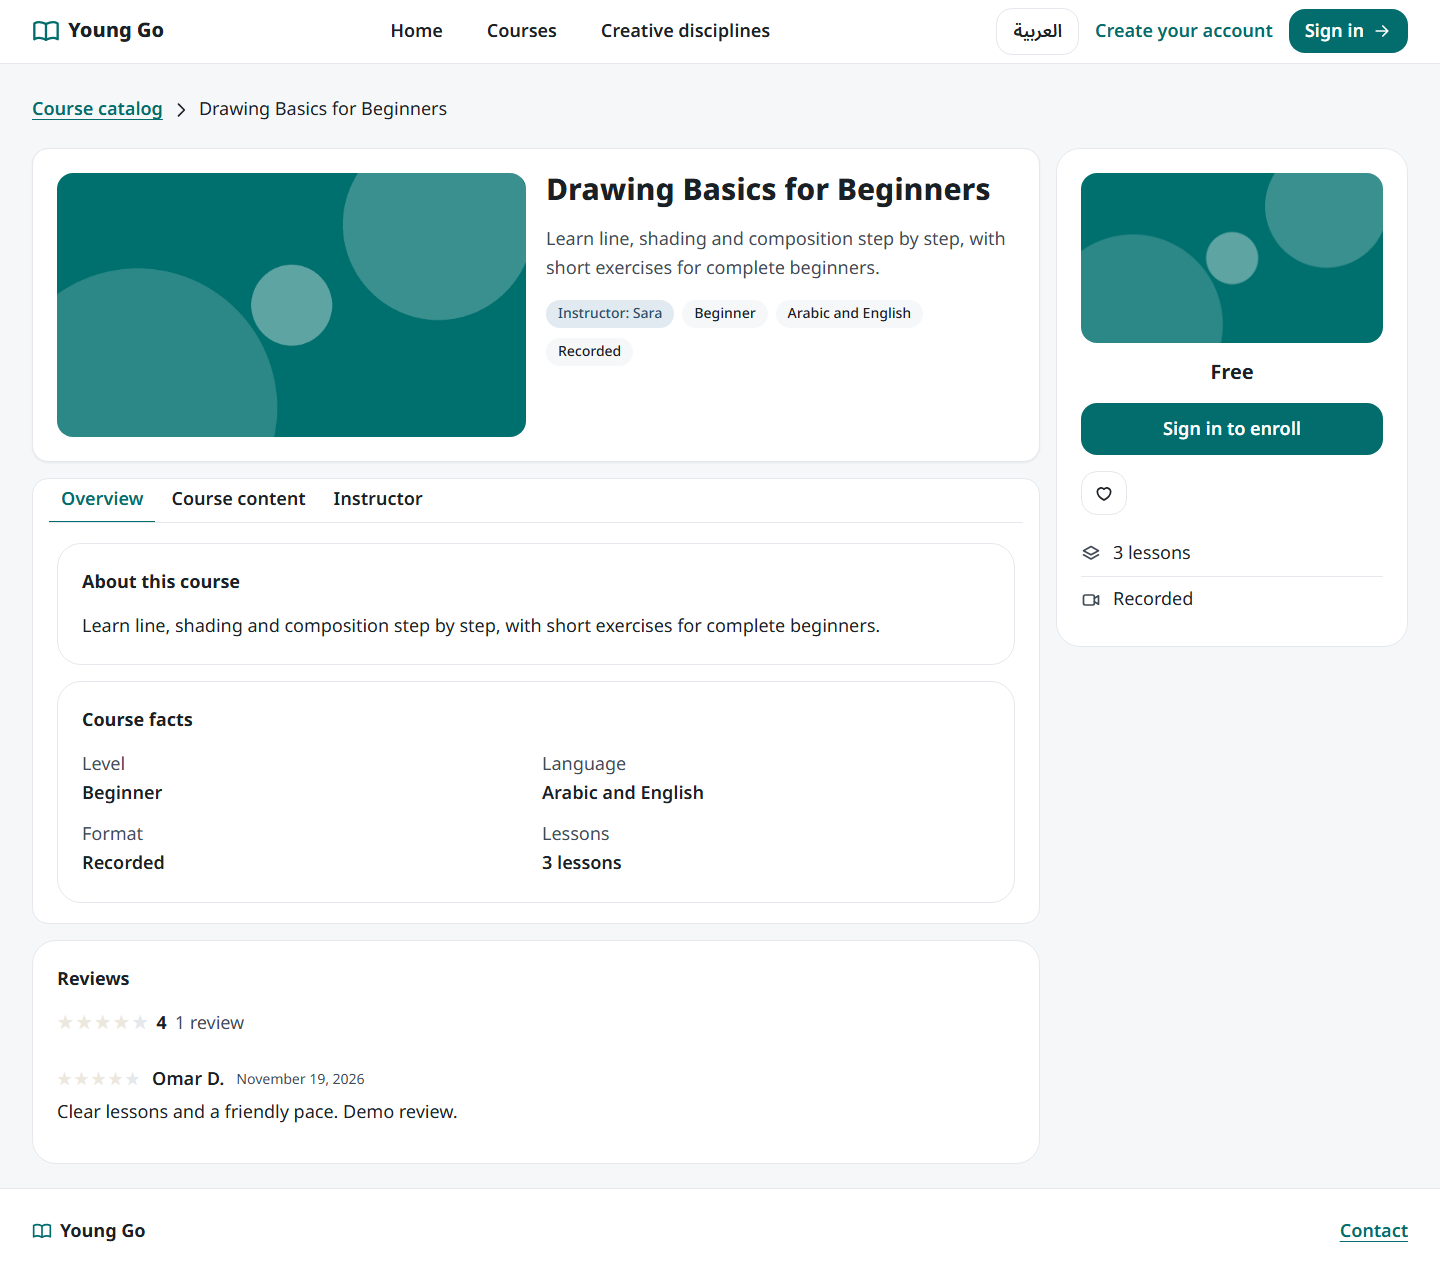 Young Go
Home
Courses
Creative disciplines
العربية
Create your account
Sign in
Course catalog
Drawing Basics for Beginners
Drawing Basics for Beginners
Learn line, shading and composition step by step, with
short exercises for complete beginners.
Instructor: Sara
Beginner
Arabic and English
Recorded
Free
Sign in to enroll
3 lessons
Recorded
Overview
Course content
Instructor
About this course
Learn line, shading and composition step by step, with short exercises for complete beginners.
Course facts
Level
Beginner
Language
Arabic and English
Format
Recorded
Lessons
3 lessons
Reviews
4 1 review
Omar D. November 19, 2026
Clear lessons and a friendly pace. Demo review.
Young Go
Contact